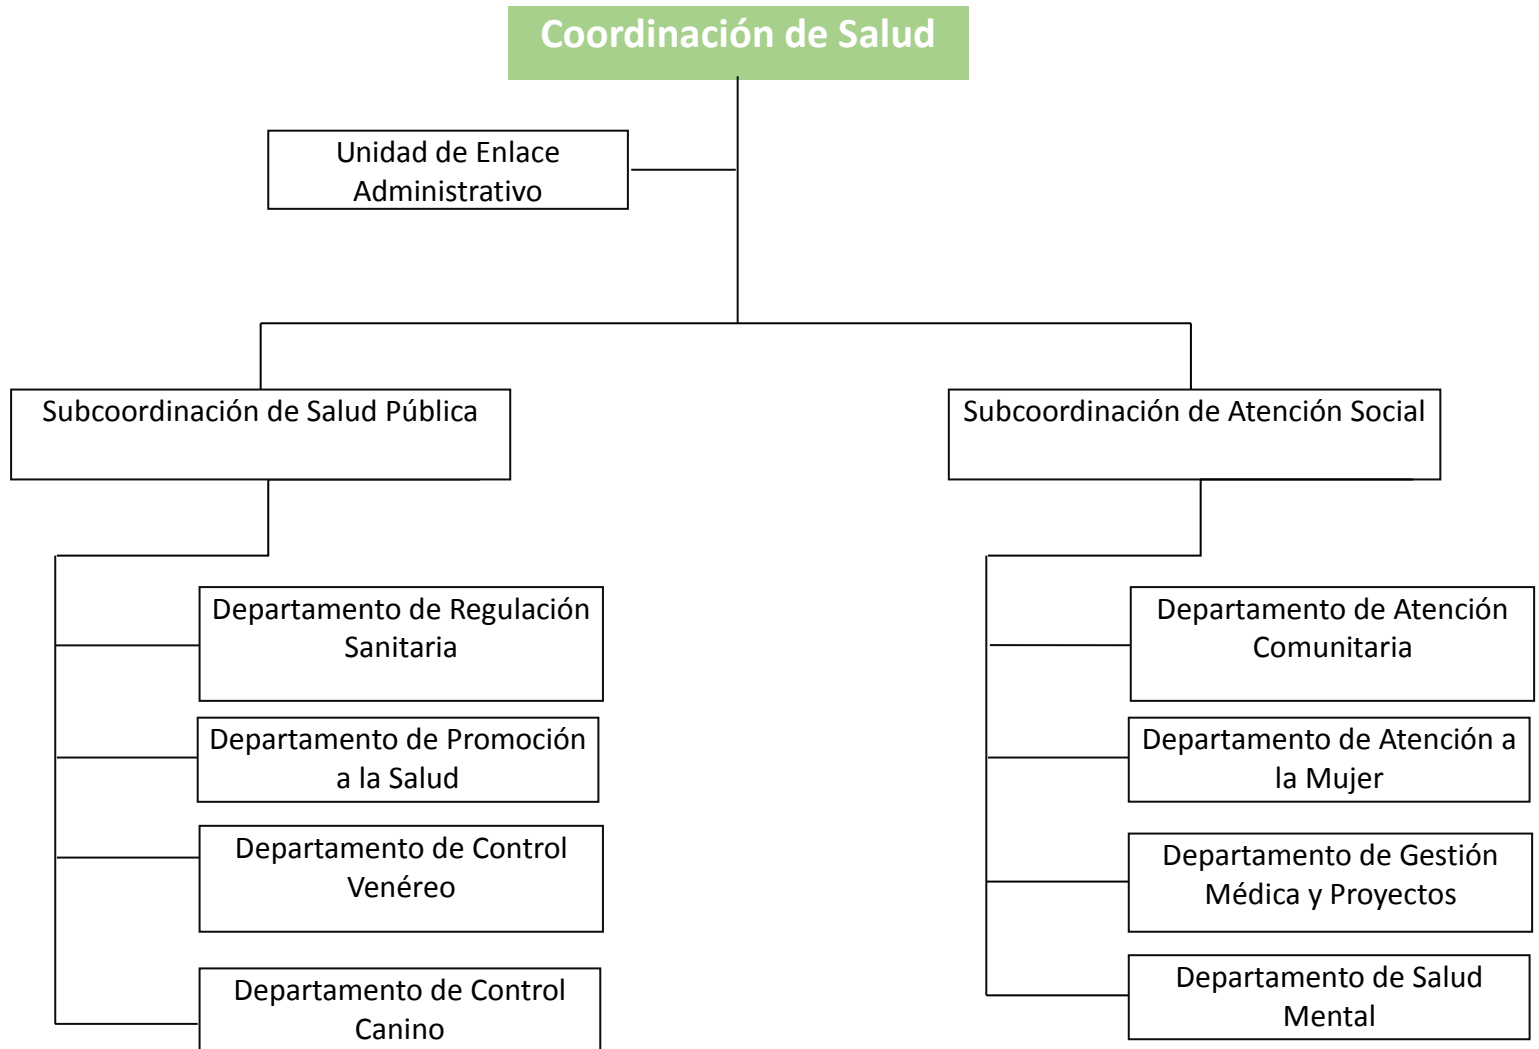 Coordinación de Salud
Unidad de Enlace
Administrativo
Subcoordinación de Salud Pública
Subcoordinación de Atención Social
Departamento de Regulación
Sanitaria
Departamento de Promoción
a la Salud
Departamento de Control
Venéreo
Departamento de Control
Canino
Departamento de Atención
Comunitaria
Departamento de Atención a
la Mujer
Departamento de Gestión
Médica y Proyectos
Departamento de Salud
Mental